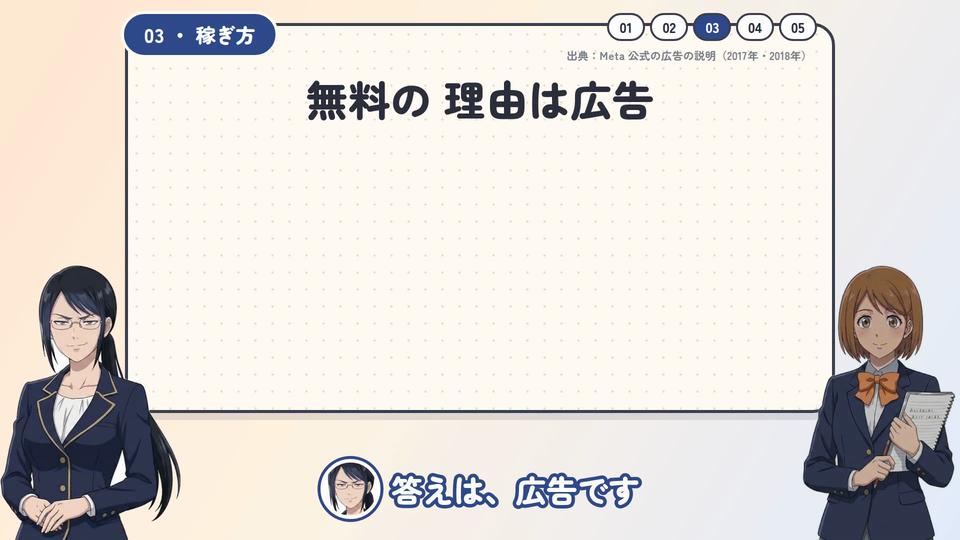 03 ・ 稼ぎ方
01 02 03 04 05
出典：Meta 公式の広告の説明（2017年・2018年）
無料の 理由は広告
答えは、広告です